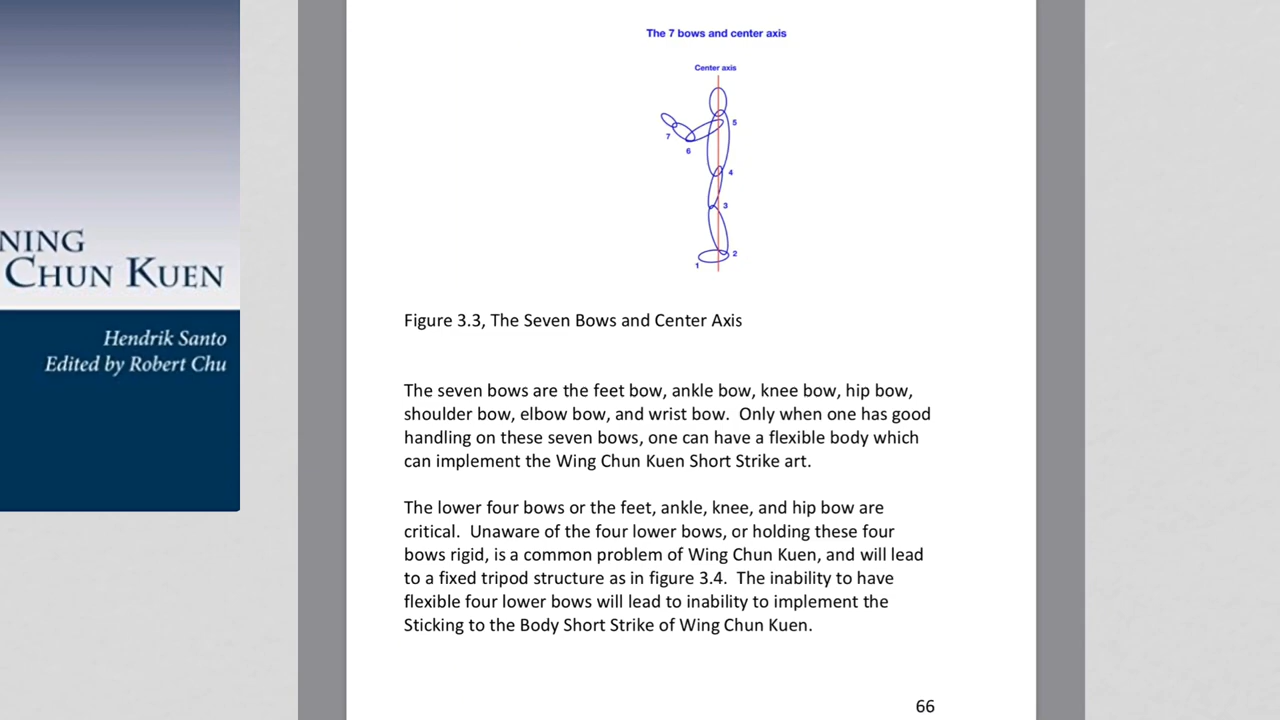 NING
CHUN KUEN
Hendrik Santo
Edited by Robert Chu
The 7 bows and center axis
Center axis
5
7
6
4
3
2
1
Figure 3.3, The Seven Bows and Center Axis
The seven bows are the feet bow, ankle bow, knee bow, hip bow,
shoulder bow, elbow bow, and wrist bow.  Only when one has good
handling on these seven bows, one can have a flexible body which
can implement the Wing Chun Kuen Short Strike art.
The lower four bows or the feet, ankle, knee, and hip bow are
critical.  Unaware of the four lower bows, or holding these four
bows rigid, is a common problem of Wing Chun Kuen, and will lead
to a fixed tripod structure as in figure 3.4.  The inability to have
flexible four lower bows will lead to inability to implement the
Sticking to the Body Short Strike of Wing Chun Kuen.
66